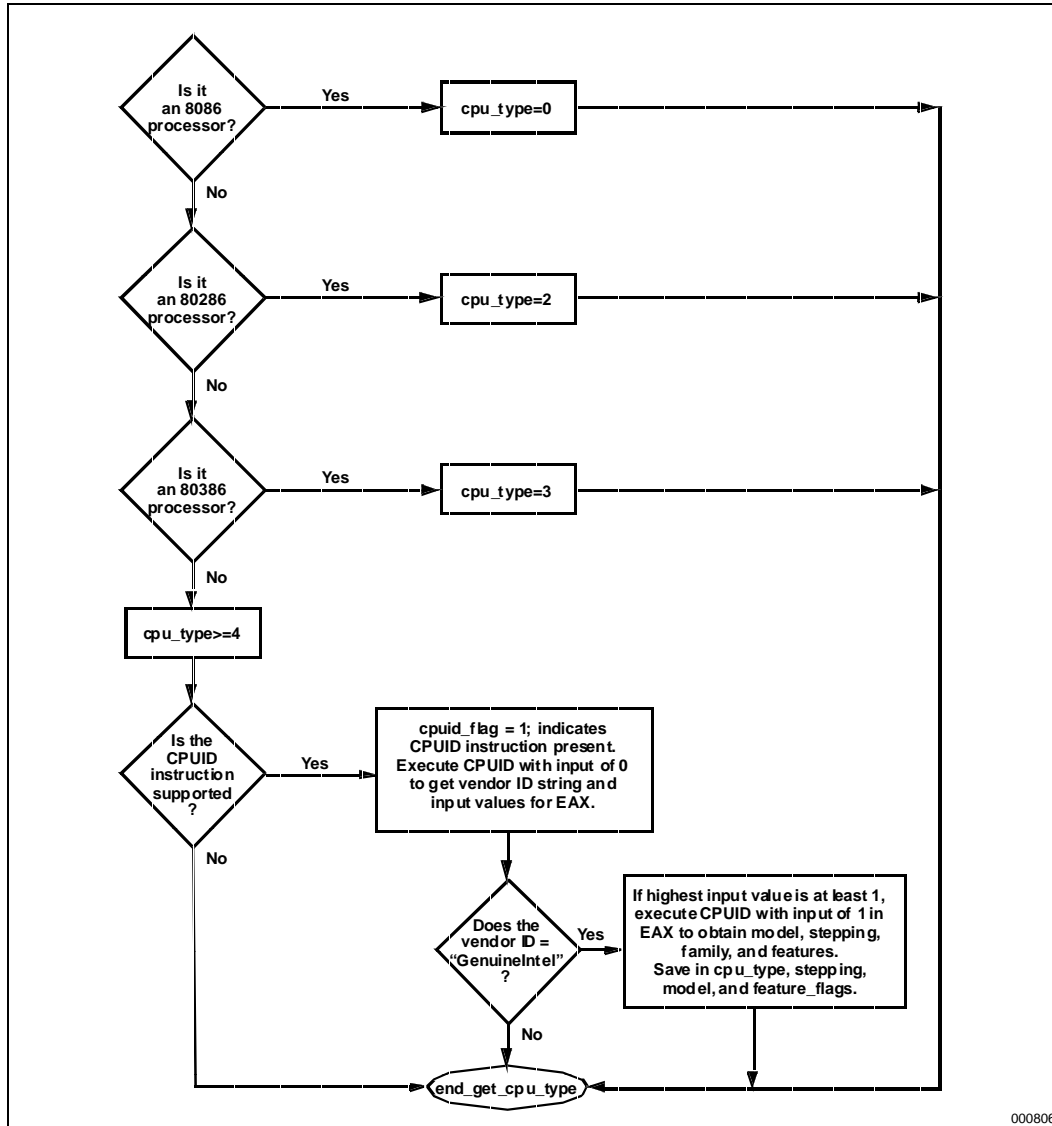 Is it
an 8086
processor?
Yes
cpu_type=0
No
Is it
an 80286
processor?
Yes
cpu_type=2
No
Is it
an 80386
processor?
Yes
cpu_type=3
No
cpu_type>=4
Is the
CPUID
instruction
supported
?
Yes
cpuid_flag = 1; indicates
CPUID instruction present.
Execute CPUID with input of 0
to get vendor ID string and
input values for EAX.
No
Does the
vendor ID =
“GenuineIntel”
?
Yes
If highest input value is at least 1,
execute CPUID with input of 1 in
EAX to obtain model, stepping,
family, and features.
Save in cpu_type, stepping,
model, and feature_flags.
No
end_get_cpu_type
000806